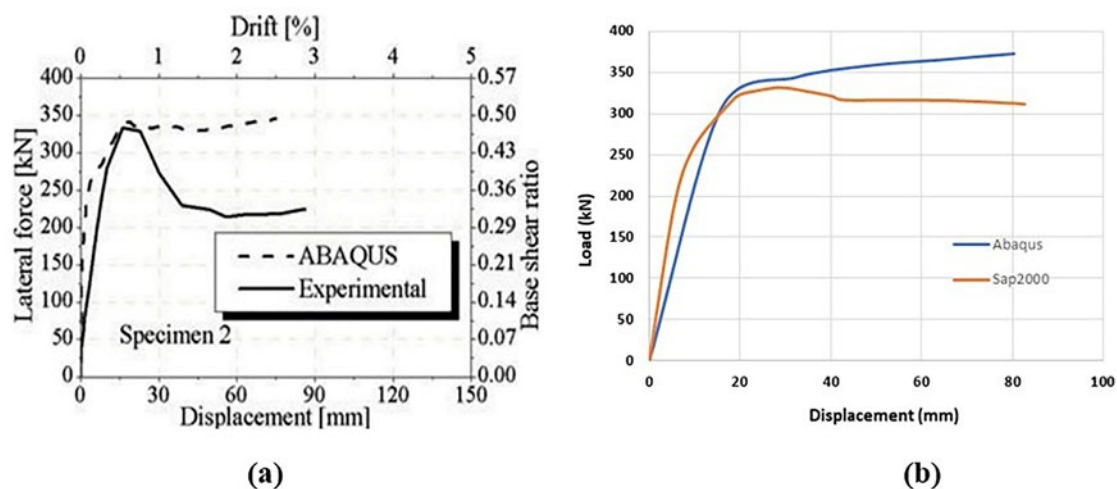 Drift [%]
0 1 2 3 4 5
Lateral force [kN]
400
350
300
250
200
150
100
50
0
0.57
0.50
0.43
0.36
0.29
0.21
0.14
0.07
0.00
Base shear ratio
ABAQUS
Experimental
Specimen 2
0 30 60 90 120 150
Displacement [mm]
(a)
Load (kN)
400
350
300
250
200
150
100
50
0
Abaqus
Sap2000
0 20 40 60 80 100
Displacement (mm)
(b)